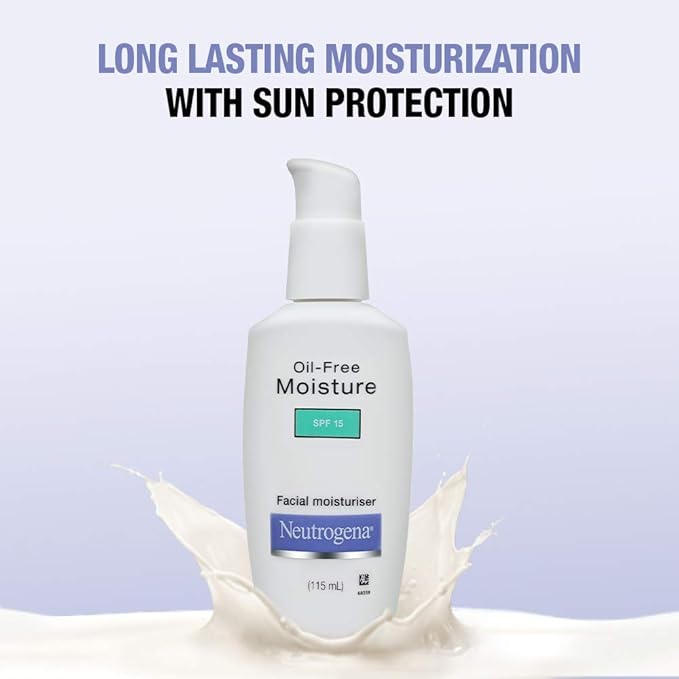 LONG LASTING MOISTURIZATION
WITH SUN PROTECTION
Oil-Free
Moisture
SPF 15
Facial moisturiser
Neutrogena®
(115 mL)